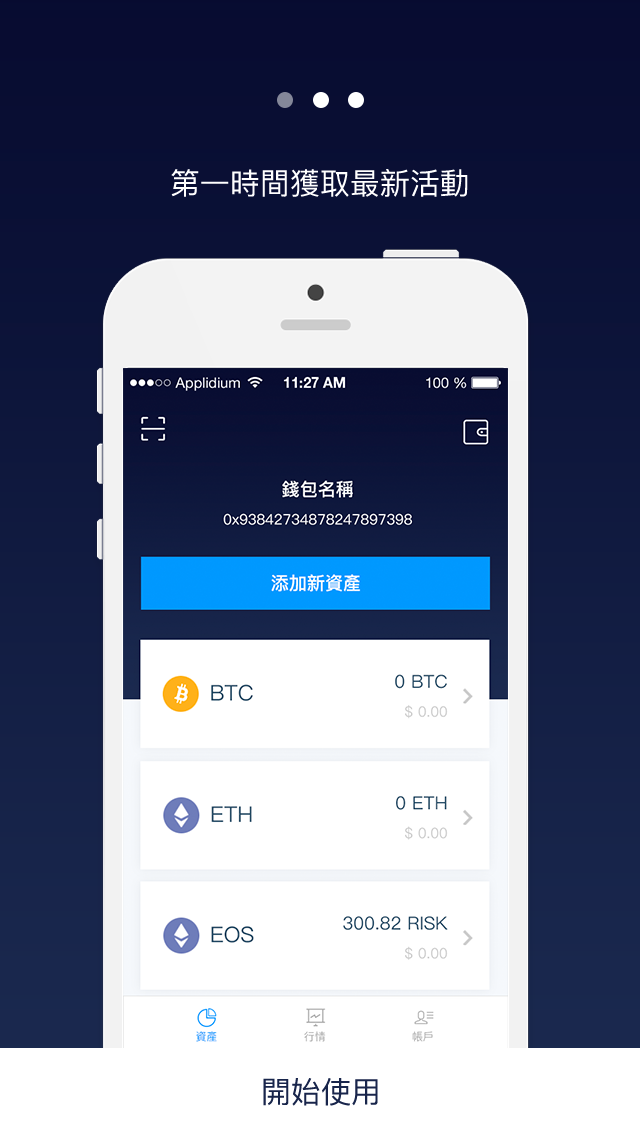 第一時間獲取最新活動
Applidium 11:27 AM 100 %
錢包名稱
0x93842734878247897398
添加新資產
BTC
0 BTC
$ 0.00
ETH
0 ETH
$ 0.00
EOS
300.82 RISK
$ 0.00
資產 行情 帳戶
開始使用